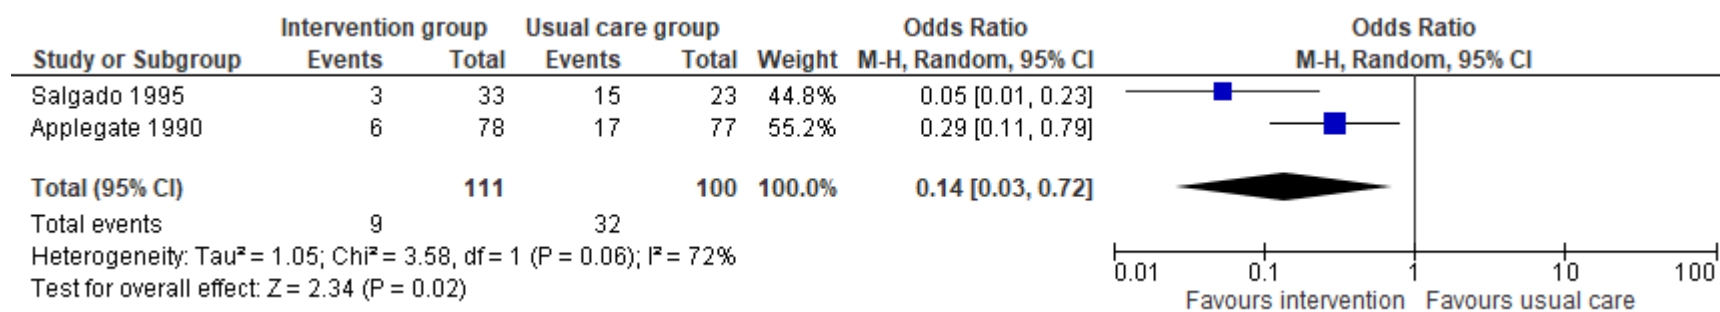 Intervention group Usual care group Odds Ratio Odds Ratio
Study or Subgroup Events Total Events Total Weight M-H, Random, 95% CI M-H, Random, 95% CI
Salgado 1995 3 33 15 23 44.8% 0.05 [0.01, 0.23]
Applegate 1990 6 78 17 77 55.2% 0.29 [0.11, 0.79]
Total (95% CI) 111 100 100.0% 0.14 [0.03, 0.72]
Total events 9 32
Heterogeneity: Tau² = 1.05; Chi² = 3.58, df = 1 (P = 0.06); I² = 72%
Test for overall effect: Z = 2.34 (P = 0.02)
0.01 0.1 1 10 100
Favours intervention Favours usual care